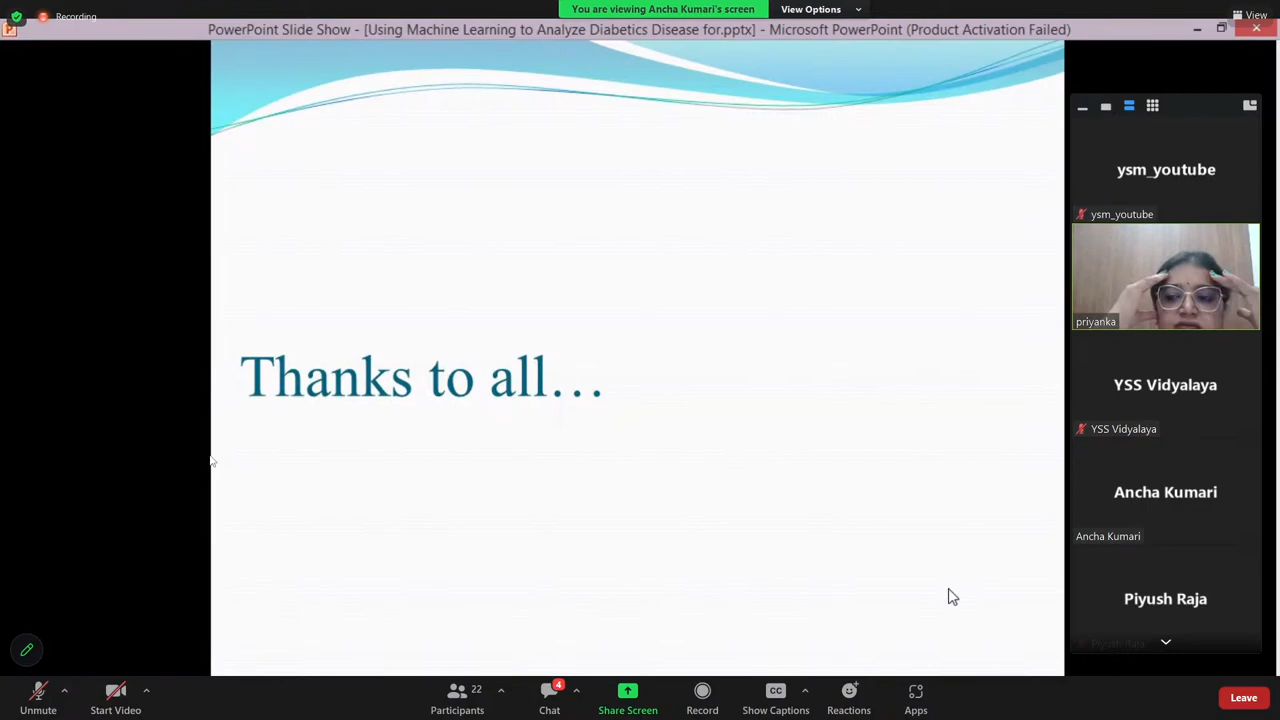 Recording
You are viewing Ancha Kumari's screen
View Options
View
PowerPoint Slide Show - [Using Machine Learning to Analyze Diabetics Disease for.pptx] - Microsoft PowerPoint (Product Activation Failed)
Thanks to all...
ysm_youtube
ysm_youtube
priyanka
YSS Vidyalaya
YSS Vidyalaya
Ancha Kumari
Ancha Kumari
Piyush Raja
Piyush Raja
Unmute
Start Video
22
Participants
4
Chat
Share Screen
Record
CC
Show Captions
Reactions
Apps
Leave